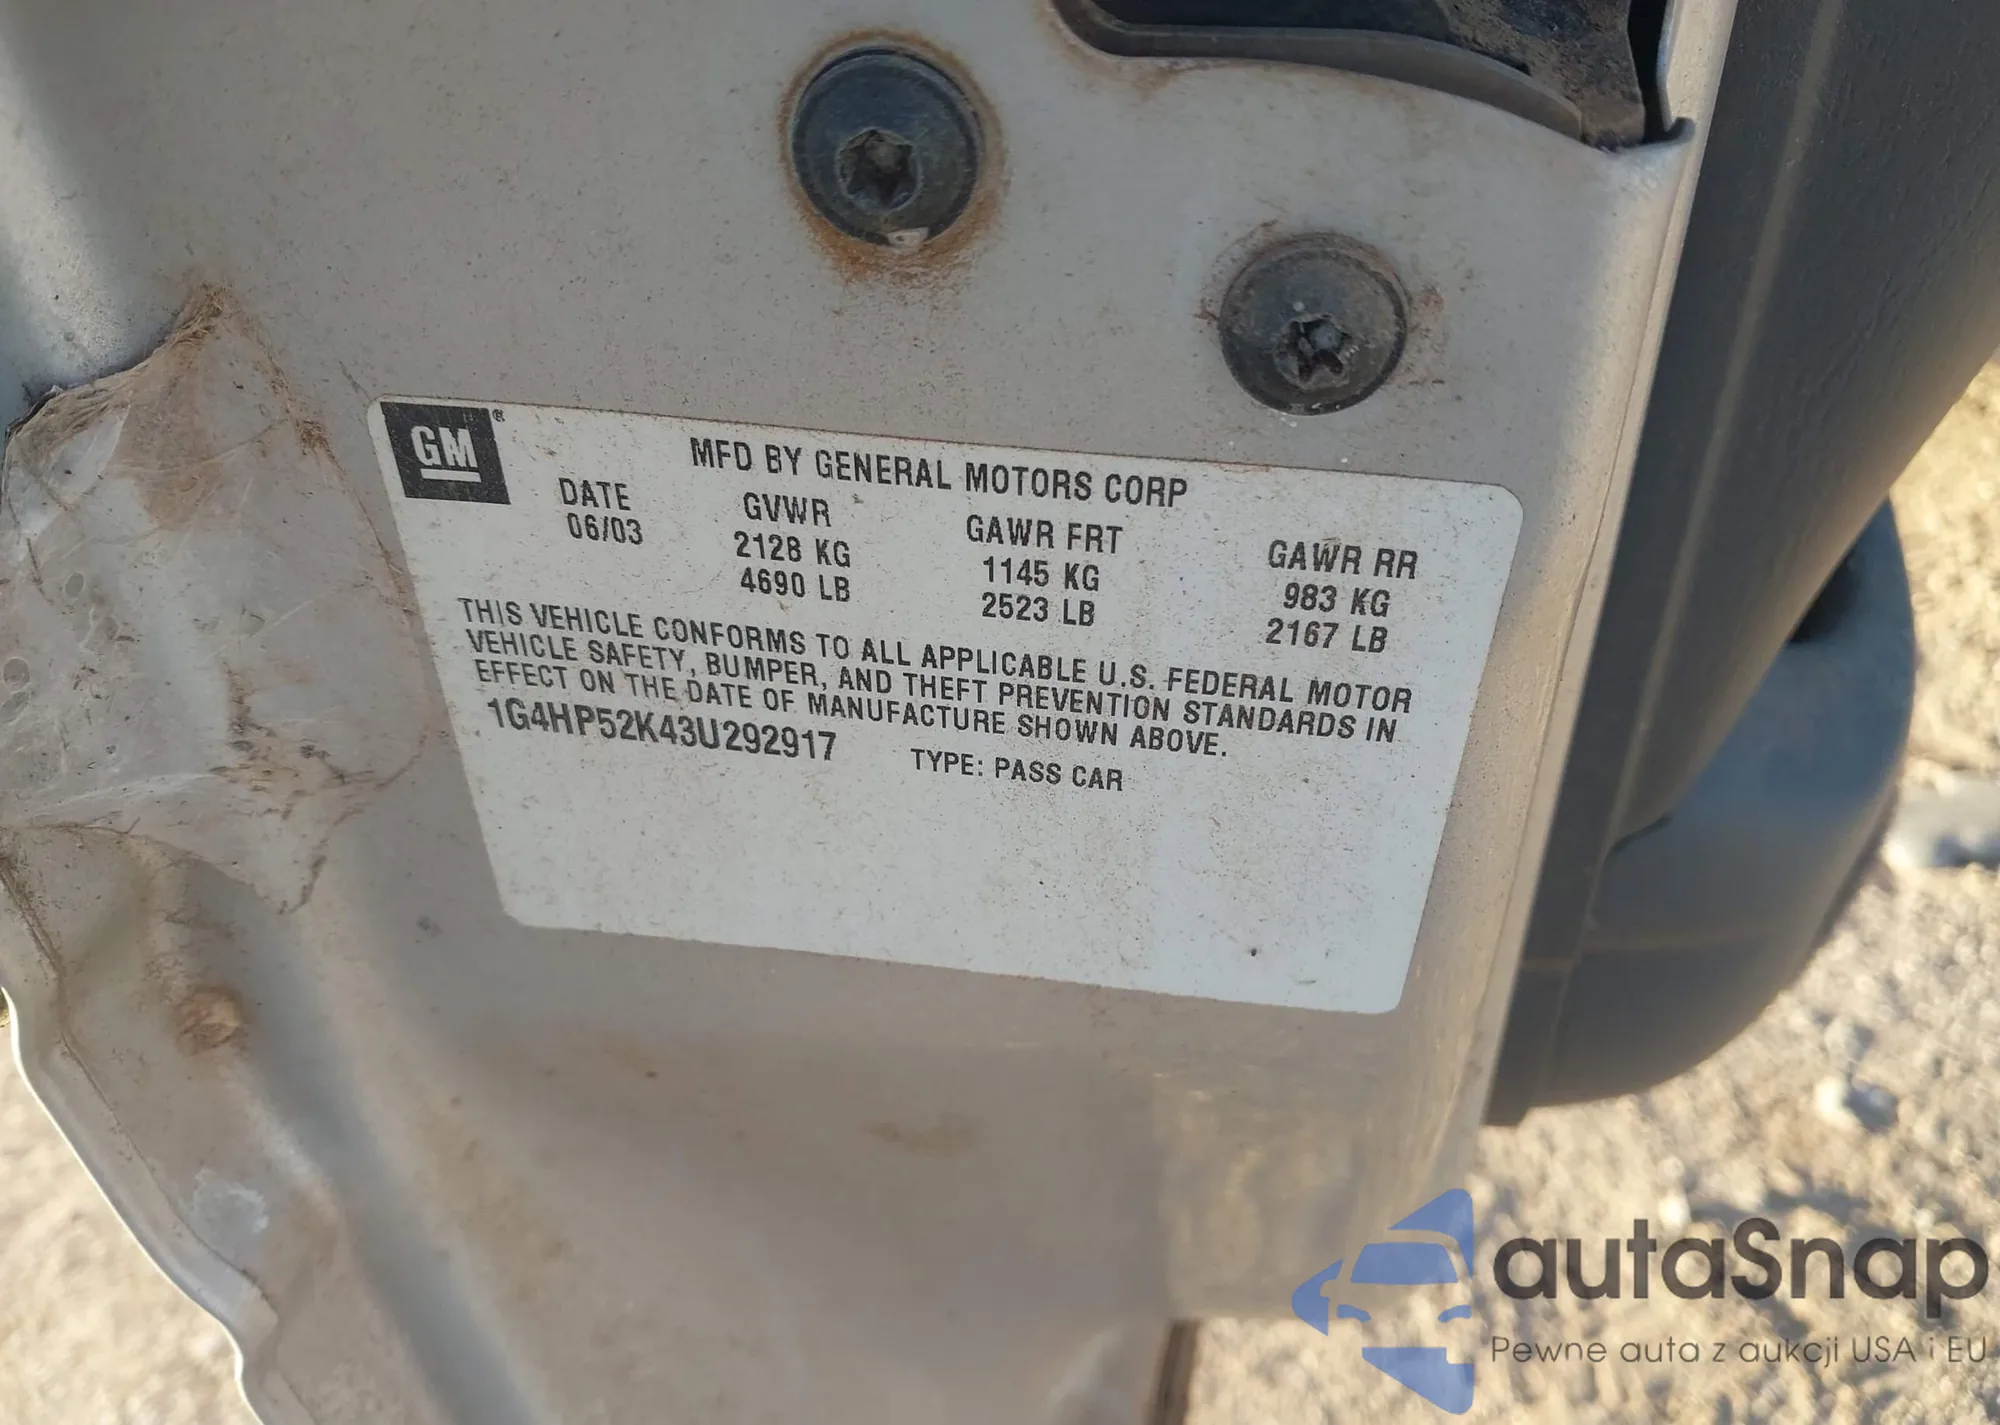 GM ®
MFD BY GENERAL MOTORS CORP
DATE GVWR GAWR FRT GAWR RR
06/03 2128 KG 1145 KG 983 KG
4690 LB 2523 LB 2167 LB
THIS VEHICLE CONFORMS TO ALL APPLICABLE U.S. FEDERAL MOTOR
VEHICLE SAFETY, BUMPER, AND THEFT PREVENTION STANDARDS IN
EFFECT ON THE DATE OF MANUFACTURE SHOWN ABOVE.
1G4HP52K43U292917 TYPE: PASS CAR
autaSnap
Pewne auta z aukcji USA i EU